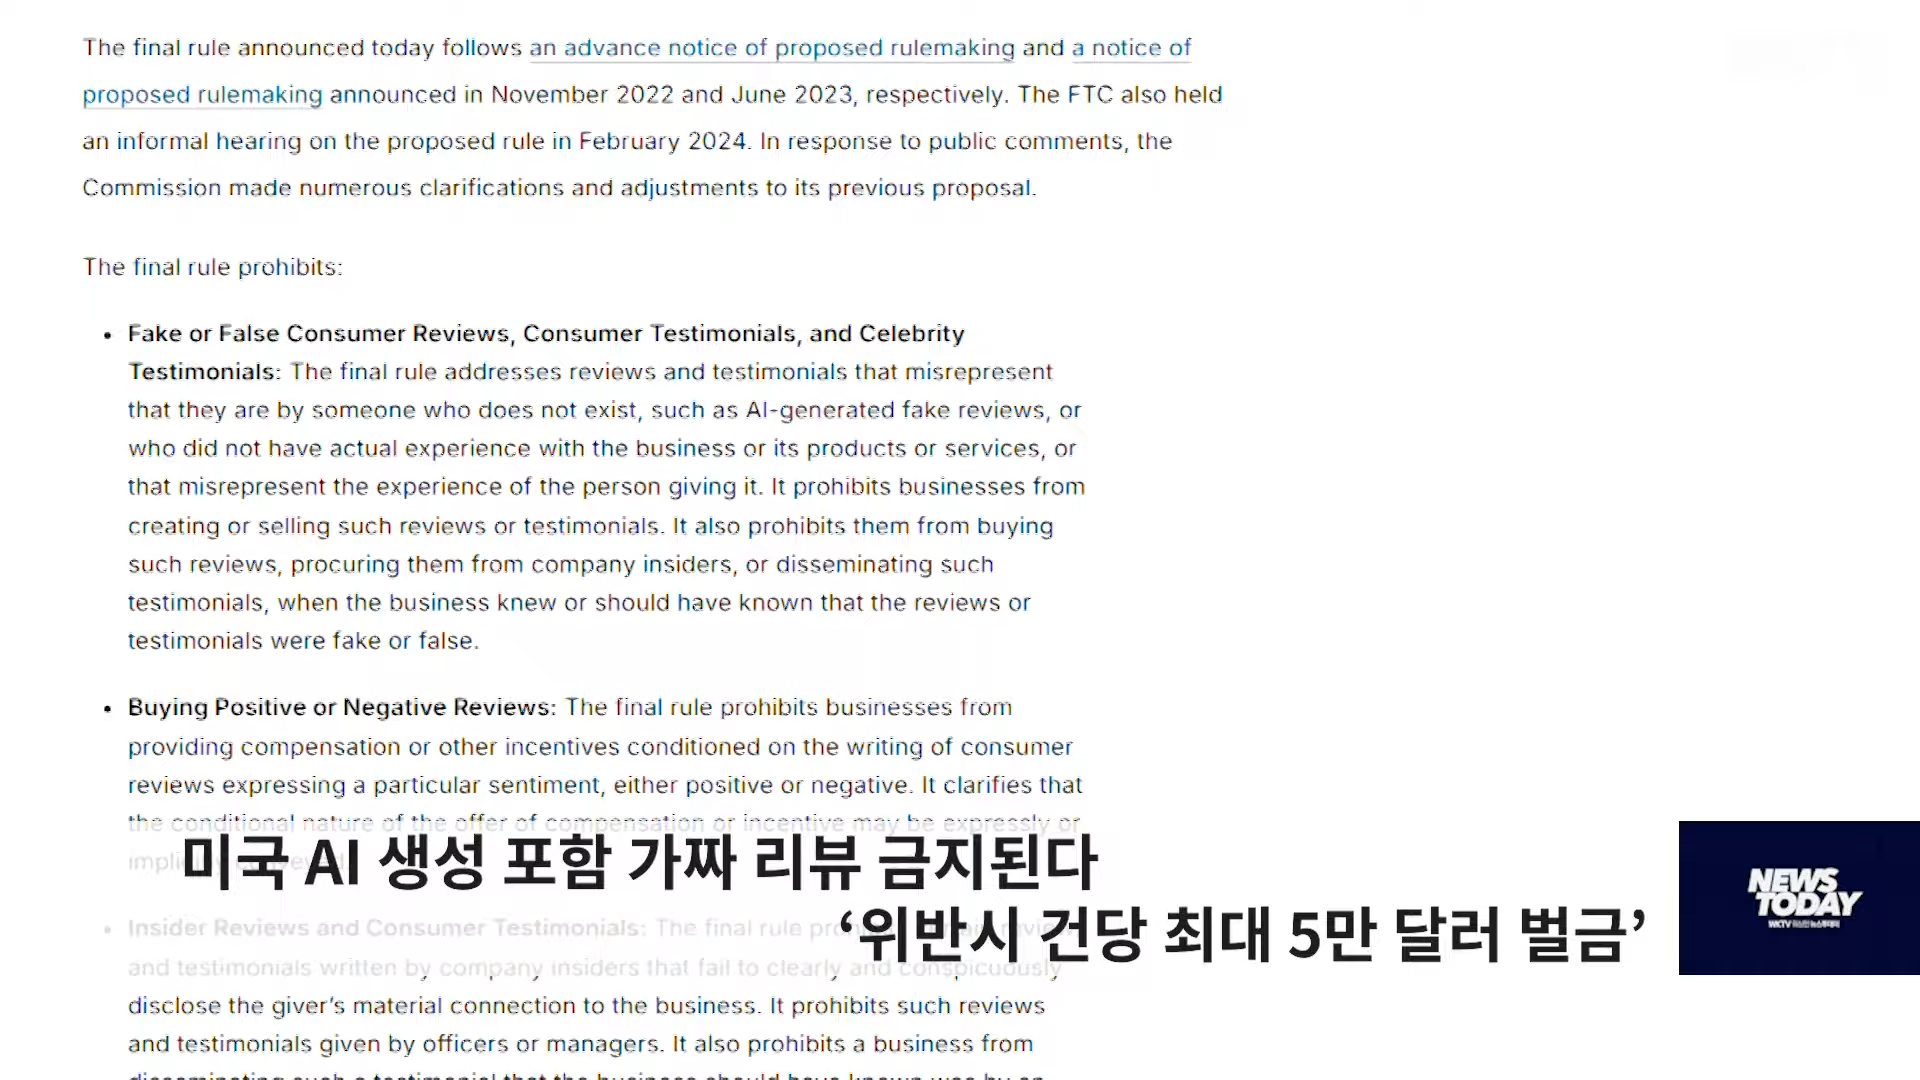 The final rule announced today follows an advance notice of proposed rulemaking and a notice of
proposed rulemaking announced in November 2022 and June 2023, respectively. The FTC also held
an informal hearing on the proposed rule in February 2024. In response to public comments, the
Commission made numerous clarifications and adjustments to its previous proposal.
The final rule prohibits:
• Fake or False Consumer Reviews, Consumer Testimonials, and Celebrity
Testimonials: The final rule addresses reviews and testimonials that misrepresent
that they are by someone who does not exist, such as AI-generated fake reviews, or
who did not have actual experience with the business or its products or services, or
that misrepresent the experience of the person giving it. It prohibits businesses from
creating or selling such reviews or testimonials. It also prohibits them from buying
such reviews, procuring them from company insiders, or disseminating such
testimonials, when the business knew or should have known that the reviews or
testimonials were fake or false.
• Buying Positive or Negative Reviews: The final rule prohibits businesses from
providing compensation or other incentives conditioned on the writing of consumer
reviews expressing a particular sentiment, either positive or negative. It clarifies that
the conditional nature of the offer of compensation or incentive may be expressly or
미국 AI 생성 포함 가짜 리뷰 금지된다
• Insider Reviews and Consumer Testimonials: The final rule
‘위반시 건당 최대 5만 달러 벌금’
and testimonials written by company insiders that fail to clearly and conspicuously
disclose the giver’s material connection to the business. It prohibits such reviews
and testimonials given by officers or managers. It also prohibits a business from
NEWS
TODAY